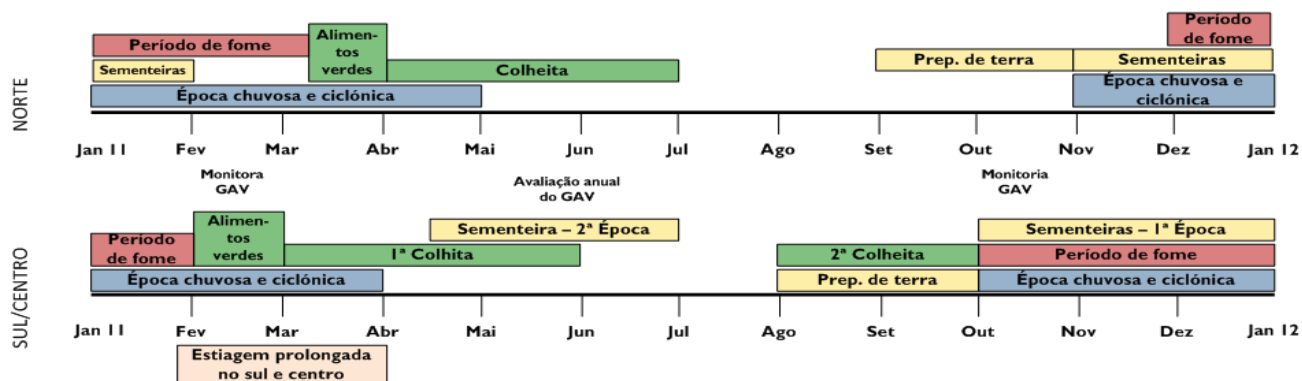 Período de fome
Alimen-
tos
verdes
Período
de fome
Sementeiras
Colheita
Prep. de terra
Sementeiras
Época chuvosa e ciclónica
Época chuvosa e
ciclónica
NORTE
Jan 11 Fev Mar Abr Mai Jun Jul Ago Set Out Nov Dez Jan 12
Monitora
GAV
Avaliação anual
do GAV
Monitoria
GAV
Período
de fome
Alimen-
tos
verdes
Sementeira – 2ª Época
Sementeiras – 1ª Época
1ª Colhita
2ª Colheita
Período de fome
Época chuvosa e ciclónica
Prep. de terra
Época chuvosa e ciclónica
SUL/CENTRO
Jan 11 Fev Mar Abr Mai Jun Jul Ago Set Out Nov Dez Jan 12
Estiagem prolongada
no sul e centro